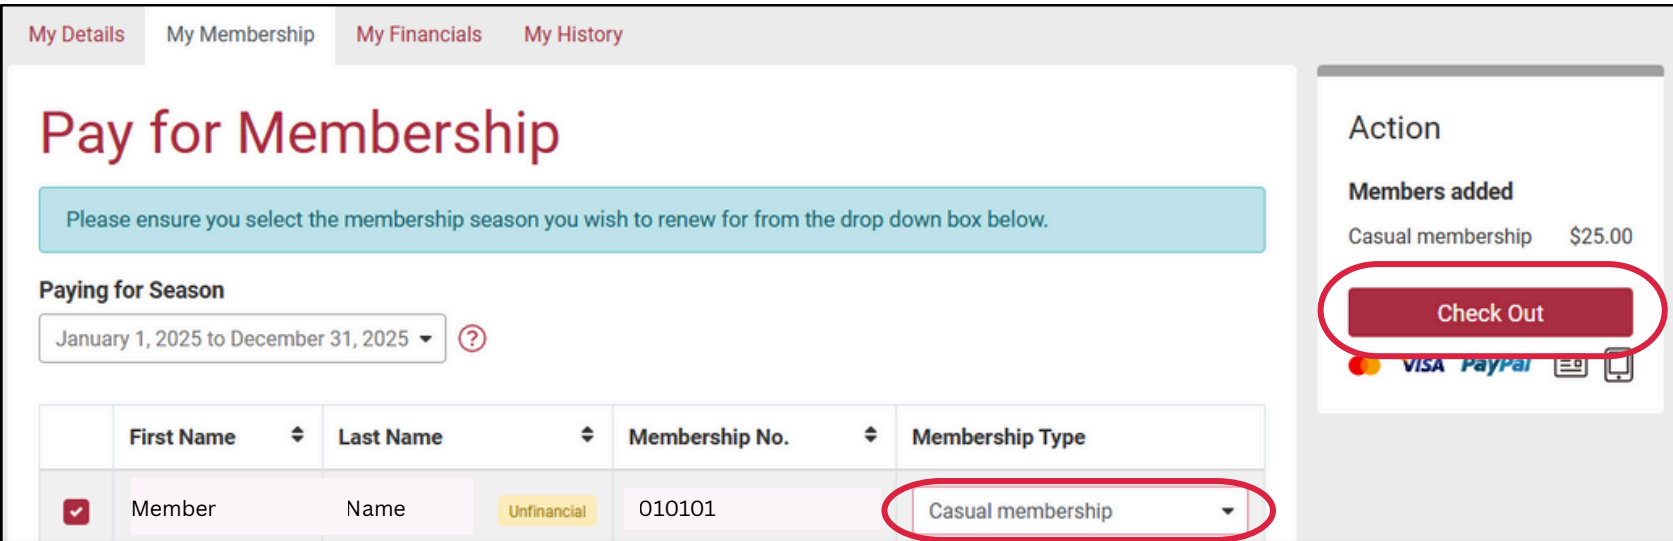 My Details My Membership My Financials My History
Pay for Membership
Please ensure you select the membership season you wish to renew for from the drop down box below.
Paying for Season
January 1, 2025 to December 31, 2025
?
First Name Last Name Membership No. Membership Type
Member Name Unfinancial 010101 Casual membership
Action
Members added
Casual membership $25.00
Check Out
VISA PayPal